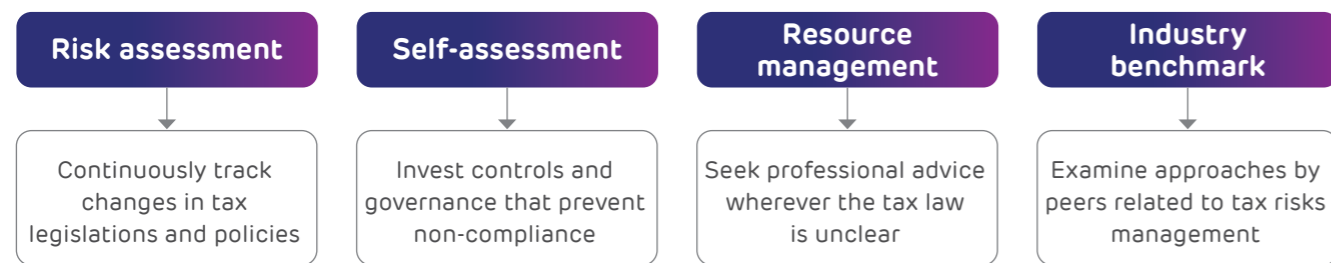 Risk assessment
Continuously track
changes in tax
legislations and policies
Self-assessment
Invest controls and
governance that prevent
non-compliance
Resource
management
Seek professional advice
wherever the tax law
is unclear
Industry
benchmark
Examine approaches by
peers related to tax risks
management